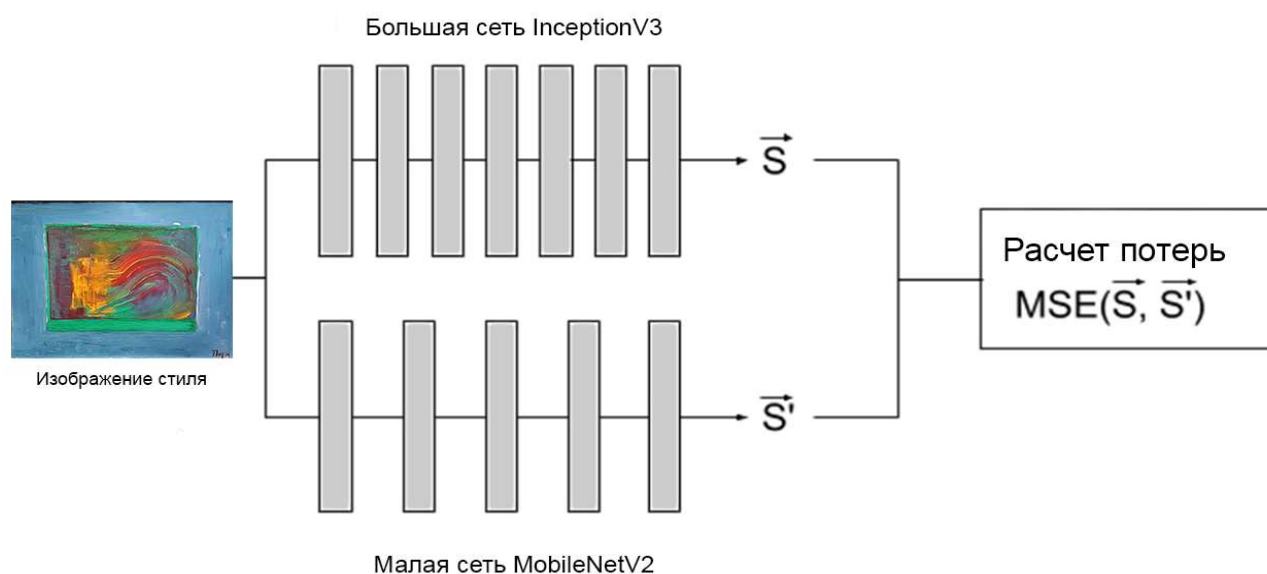 Большая сеть InceptionV3
S
Изображение стиля
S'
Расчет потерь
MSE(S, S')
Малая сеть MobileNetV2